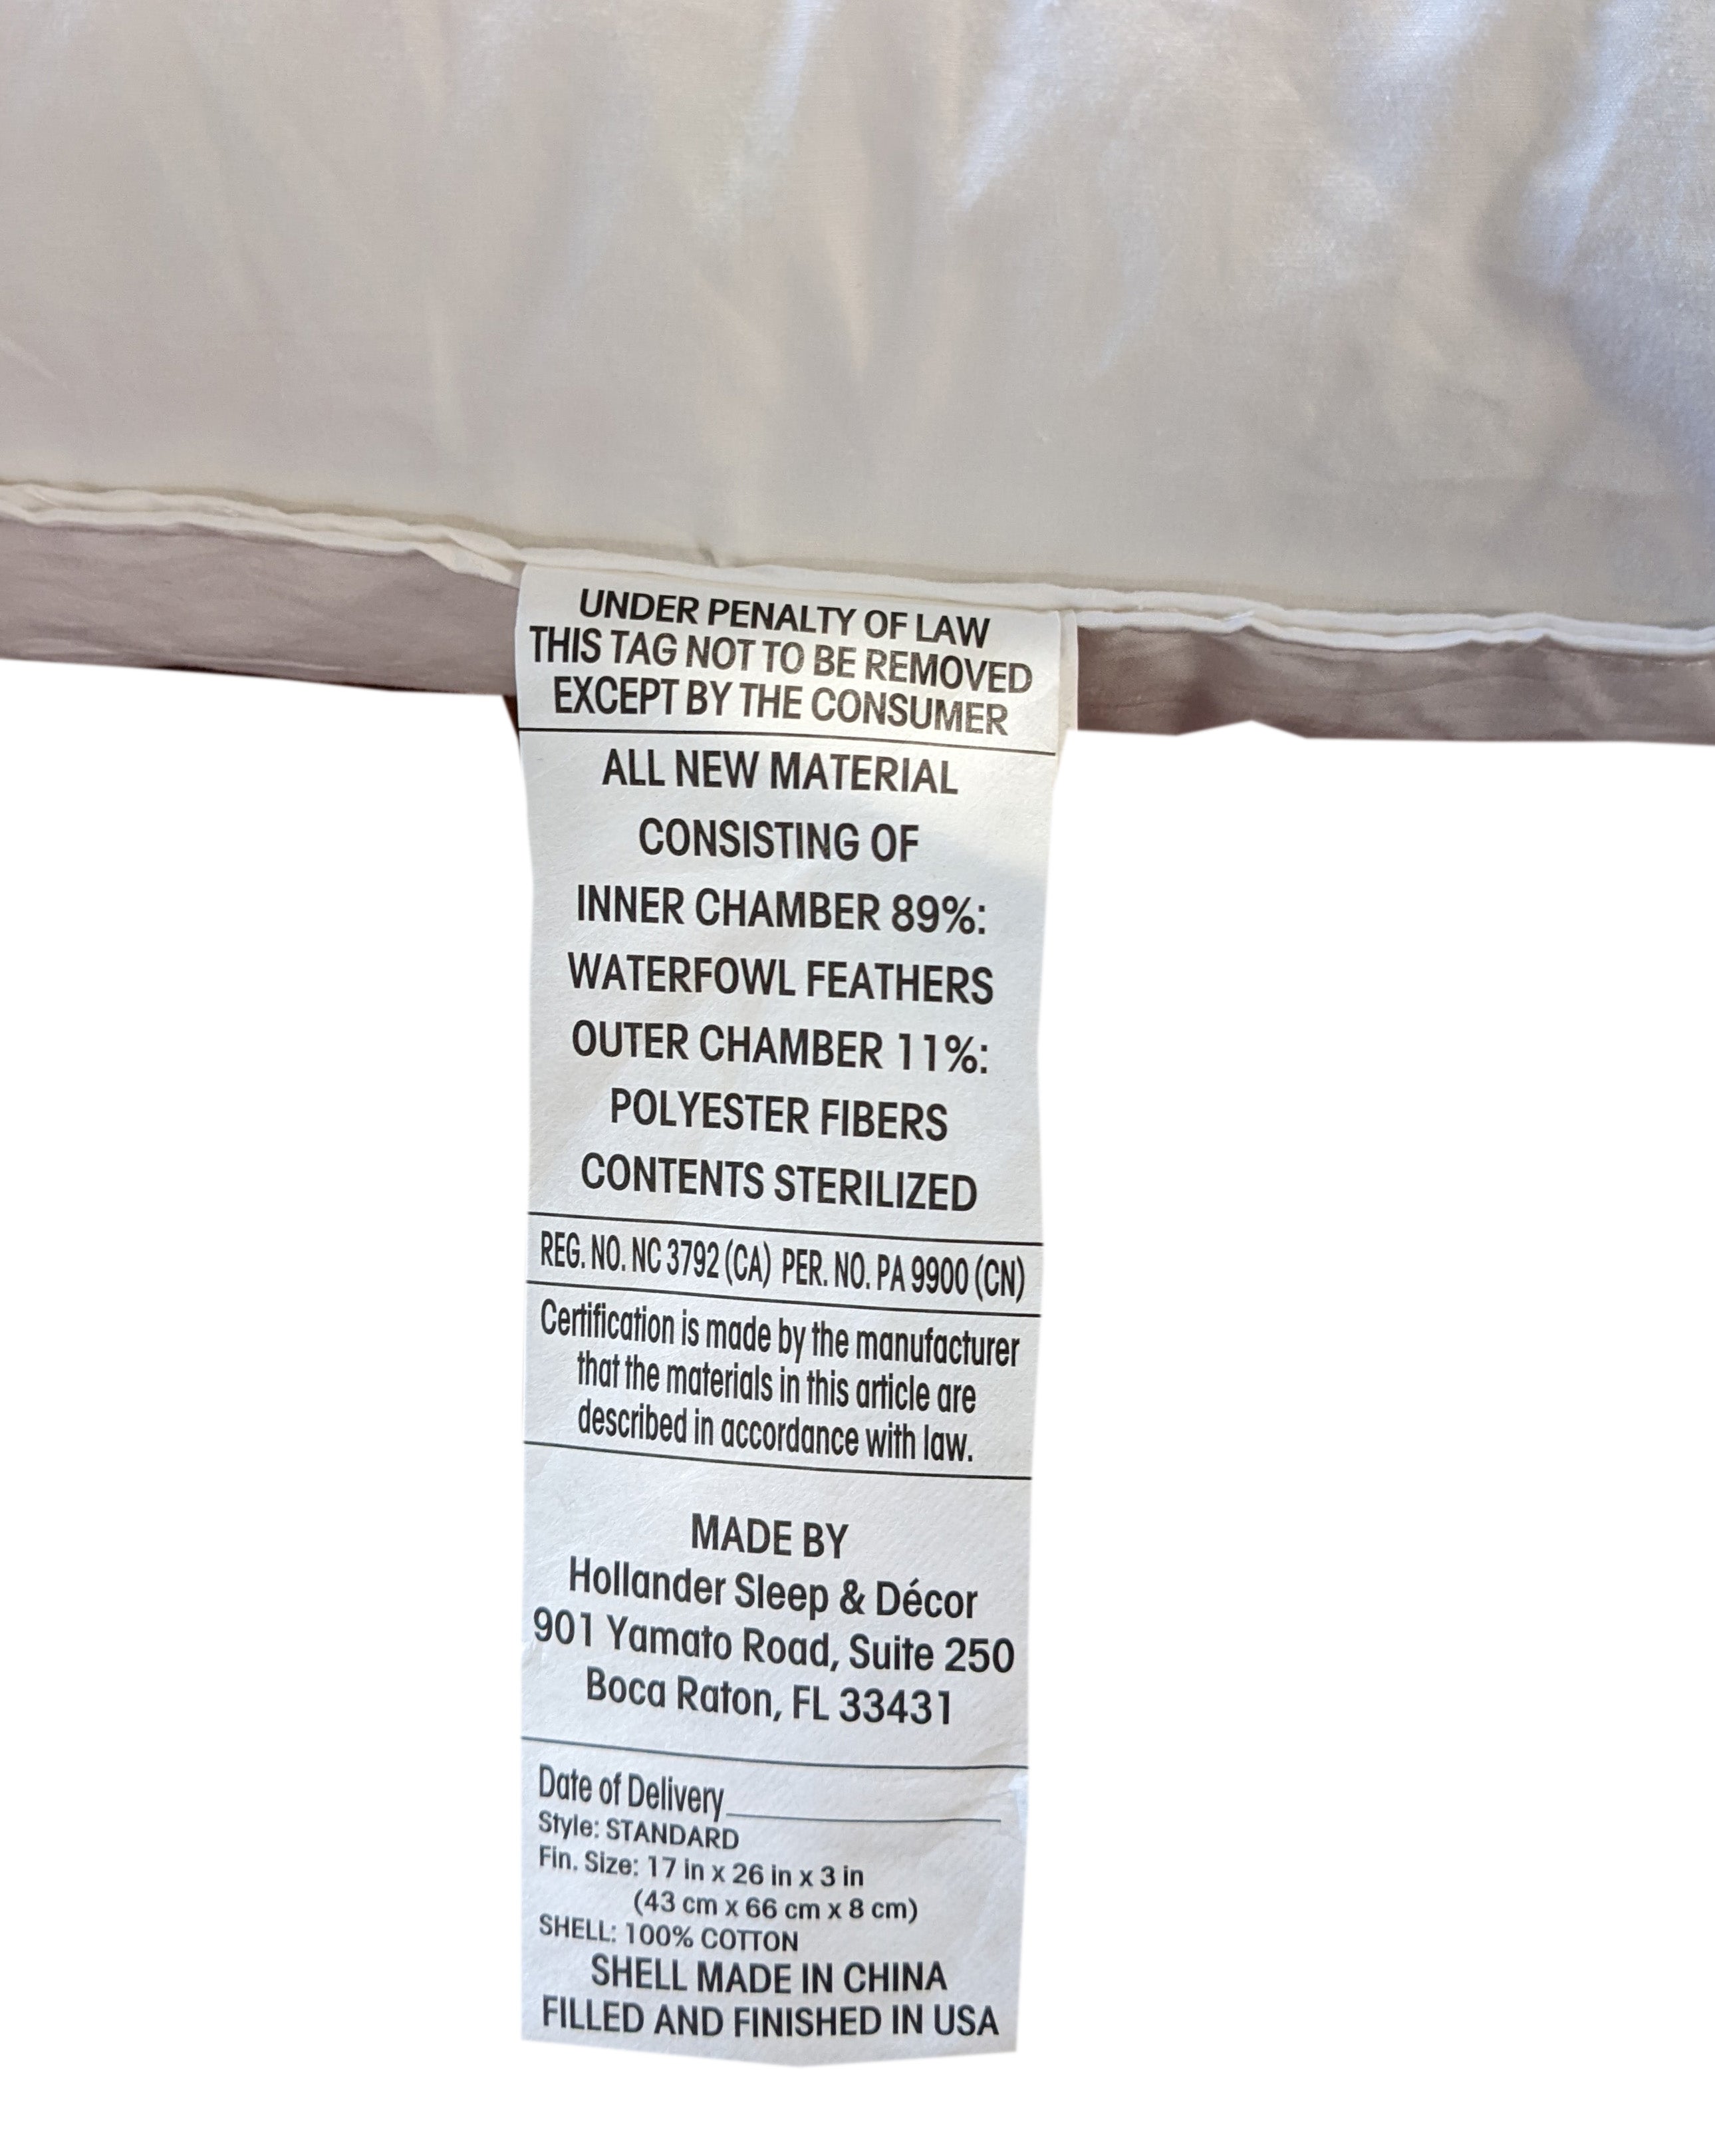 UNDER PENALTY OF LAW
THIS TAG NOT TO BE REMOVED
EXCEPT BY THE CONSUMER
ALL NEW MATERIAL
CONSISTING OF
INNER CHAMBER 89%:
WATERFOWL FEATHERS
OUTER CHAMBER 11%:
POLYESTER FIBERS
CONTENTS STERILIZED
REG. NO. NC 3792 (CA) PER. NO. PA 9900 (CN)
Certification is made by the manufacturer
that the materials in this article are
described in accordance with law.
MADE BY
Hollander Sleep & Décor
901 Yamato Road, Suite 250
Boca Raton, FL 33431
Date of Delivery
Style: STANDARD
Fin. Size: 17 in x 26 in x 3 in
(43 cm x 66 cm x 8 cm)
SHELL: 100% COTTON
SHELL MADE IN CHINA
FILLED AND FINISHED IN USA